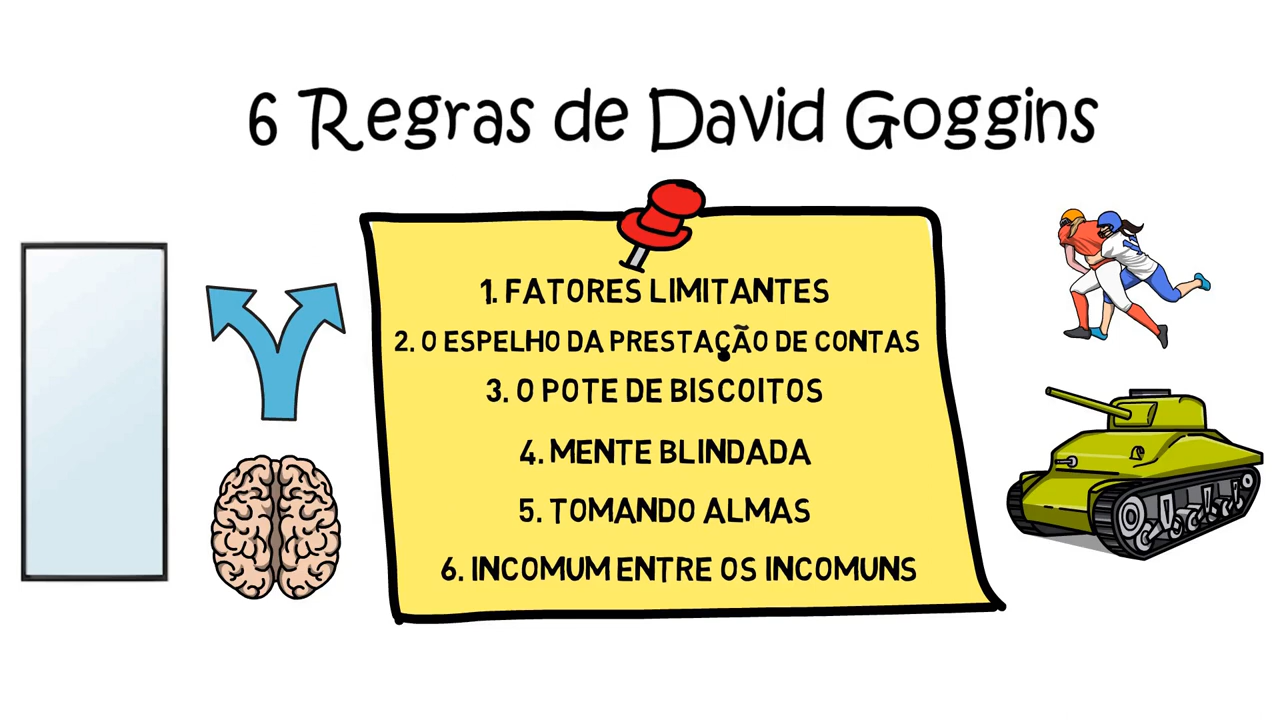 6 Regras de David Goggins
1. FATORES LIMITANTES
2. O ESPELHO DA PRESTAÇÃO DE CONTAS
3. O POTE DE BISCOITOS
4. MENTE BLINDADA
5. TOMANDO ALMAS
6. INCOMUM ENTRE OS INCOMUNS